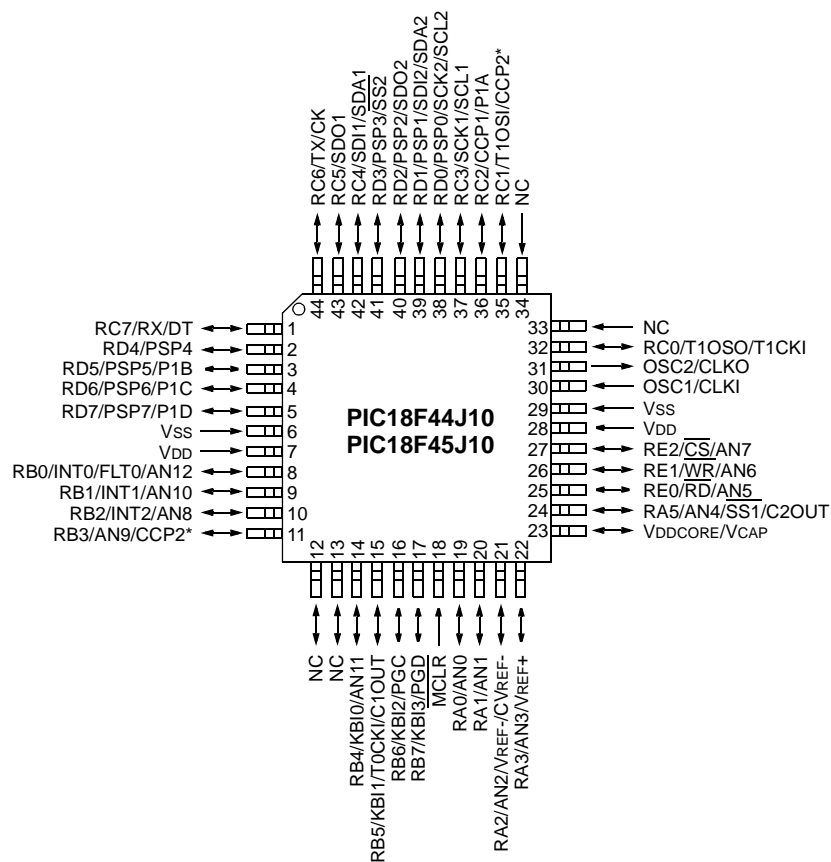 RC6/TX/CK
RC5/SDO1
RC4/SDI1/SDA1
RD3/PSP3/SS2
RD2/PSP2/SDO2
RD1/PSP1/SDI2/SDA2
RD0/PSP0/SCK2/SCL2
RC3/SCK1/SCL1
RC2/CCP1/P1A
RC1/T1OSI/CCP2*
NC
44
43
42
41
40
39
38
37
36
35
34
RC7/RX/DT
RD4/PSP4
RD5/PSP5/P1B
RD6/PSP6/P1C
RD7/PSP7/P1D
VSS
VDD
RB0/INT0/FLT0/AN12
RB1/INT1/AN10
RB2/INT2/AN8
RB3/AN9/CCP2*
1
2
3
4
5
6
7
8
9
10
11
PIC18F44J10
PIC18F45J10
33
32
31
30
29
28
27
26
25
24
23
NC
RC0/T1OSO/T1CKI
OSC2/CLKO
OSC1/CLKI
VSS
VDD
RE2/CS/AN7
RE1/WR/AN6
RE0/RD/AN5
RA5/AN4/SS1/C2OUT
VDDCORE/VCAP
12
13
14
15
16
17
18
19
20
21
22
NC
NC
RB4/KBI0/AN11
RB5/KBI1/T0CKI/C1OUT
RB6/KBI2/PGC
RB7/KBI3/PGD
MCLR
RA0/AN0
RA1/AN1
RA2/AN2/VREF-/CVREF-
RA3/AN3/VREF+